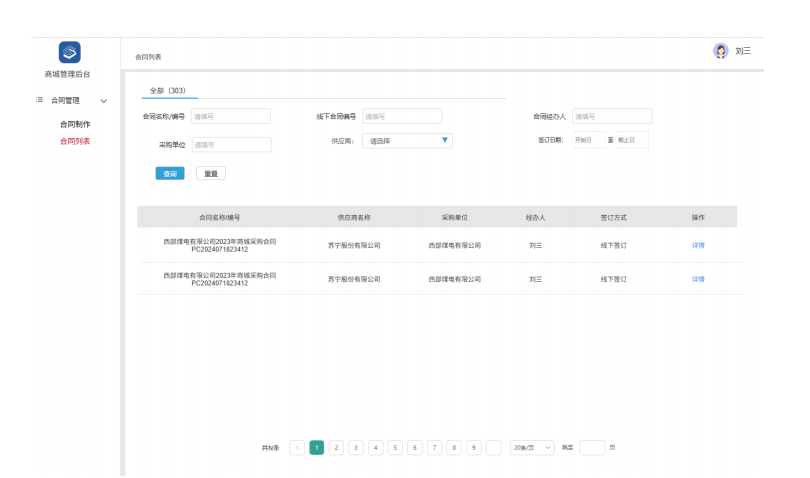 合同列表
刘三
商城管理后台
合同管理
合同制作
合同列表
全部（303）
合同名称/编号 请填写
线下合同编号 请填写
合同经办人 请填写
采购单位 请填写
供应商： 请选择
签订日期： 开始日 至 截止日
查询 重置
合同名称/编号 供应商名称 采购单位 经办人 签订方式 操作
西部煤电有限公司2023年商城采购合同
PC2024071823412
苏宁股份有限公司 西部煤电有限公司 刘三 线下签订 详情
西部煤电有限公司2023年商城采购合同
PC2024071823412
苏宁股份有限公司 西部煤电有限公司 刘三 线下签订 详情
共N条 < 1 2 3 4 5 6 7 8 9 20条/页 跳至 页